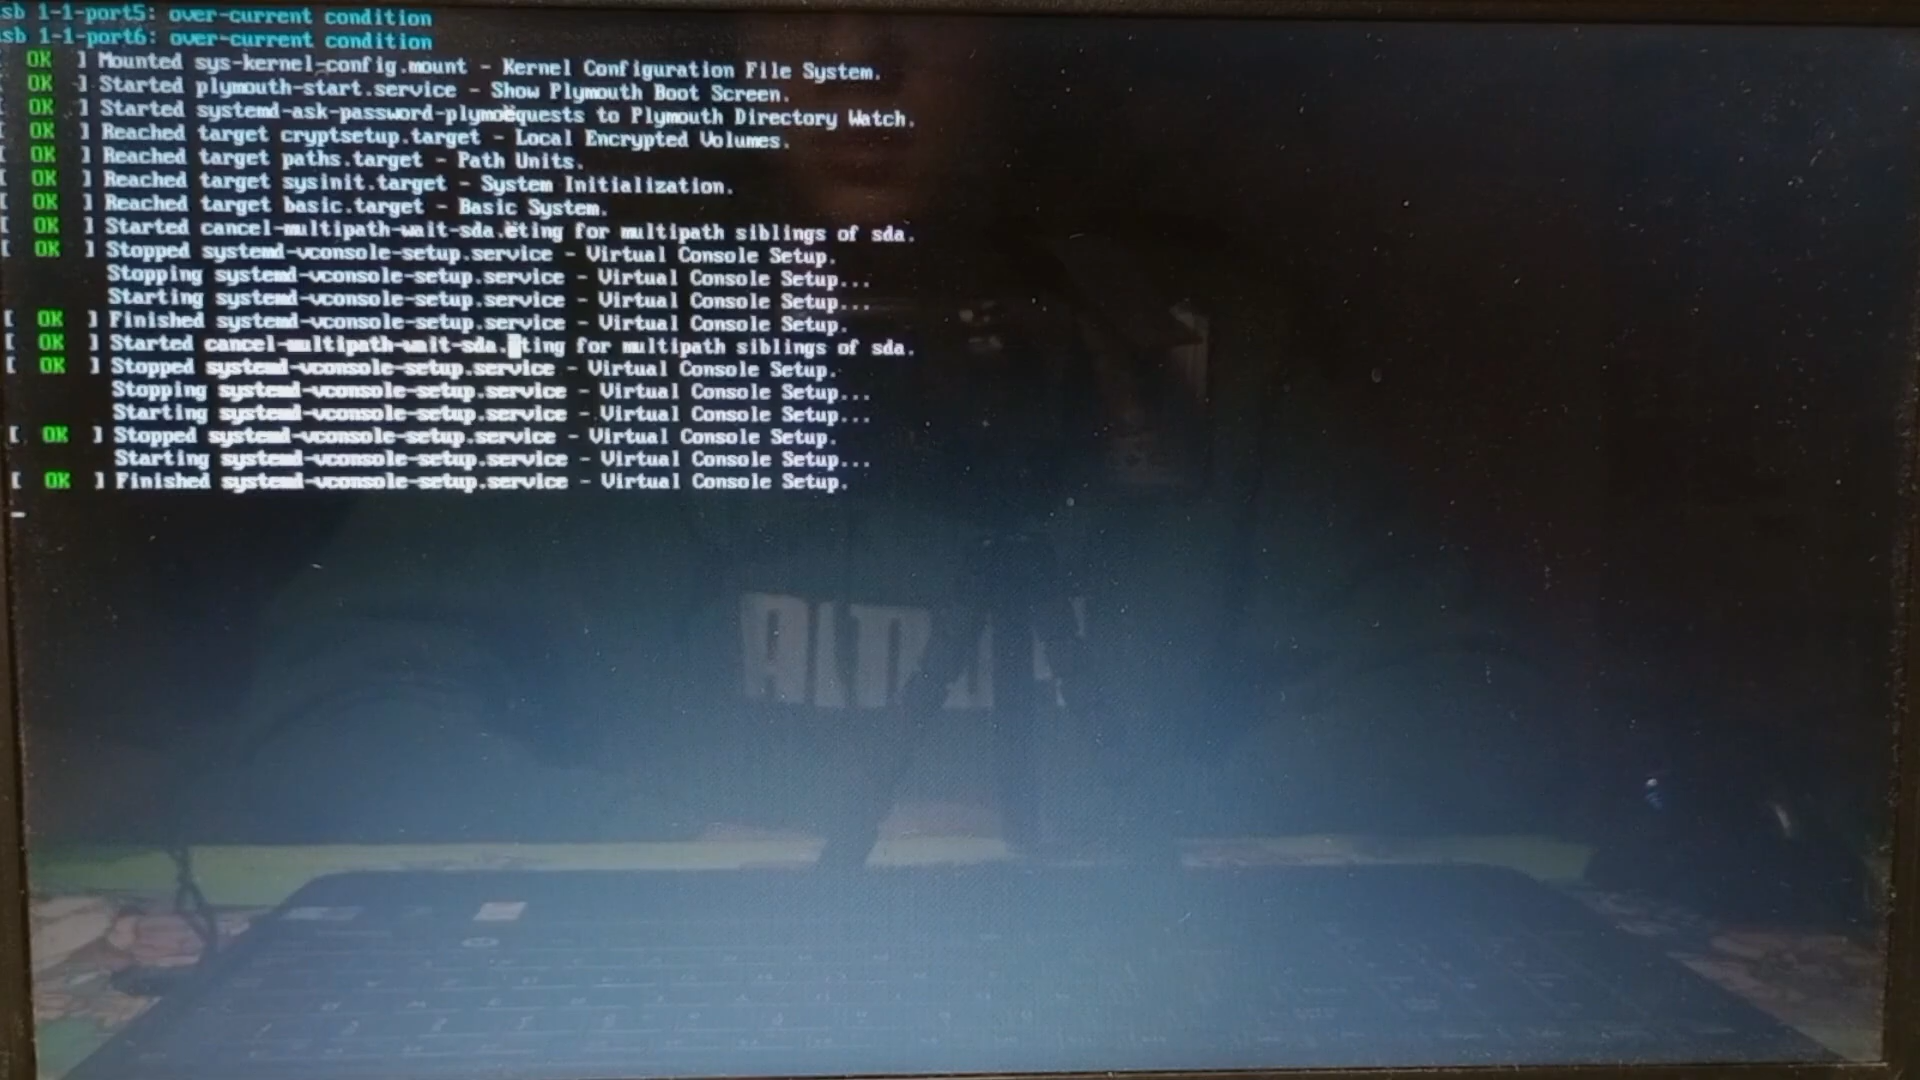 sb 1-1-port5: over-current condition
sb 1-1-port6: over-current condition
OK ] Mounted sys-kernel-config.mount - Kernel Configuration File System.
OK ] Started plymouth-start.service - Show Plymouth Boot Screen.
OK ] Started systemd-ask-password-plymoëquests to Plymouth Directory Watch.
OK ] Reached target cryptsetup.target - Local Encrypted Volumes.
[ OK ] Reached target paths.target - Path Units.
[ OK ] Reached target sysinit.target - System Initialization.
[ OK ] Reached target basic.target - Basic System.
[ OK ] Started cancel-multipath-wait-sda.ëting for multipath siblings of sda.
[ OK ] Stopped systemd-vconsole-setup.service - Virtual Console Setup.
Stopping systemd-vconsole-setup.service - Virtual Console Setup...
Starting systemd-vconsole-setup.service - Virtual Console Setup...
[ OK ] Finished systemd-vconsole-setup.service - Virtual Console Setup.
[ OK ] Started cancel-multipath-wait-sda.█ting for multipath siblings of sda.
[ OK ] Stopped systemd-vconsole-setup.service - Virtual Console Setup.
Stopping systemd-vconsole-setup.service - Virtual Console Setup...
Starting systemd-vconsole-setup.service - Virtual Console Setup...
[ OK ] Stopped systemd-vconsole-setup.service - Virtual Console Setup.
Starting systemd-vconsole-setup.service - Virtual Console Setup...
[ OK ] Finished systemd-vconsole-setup.service - Virtual Console Setup.